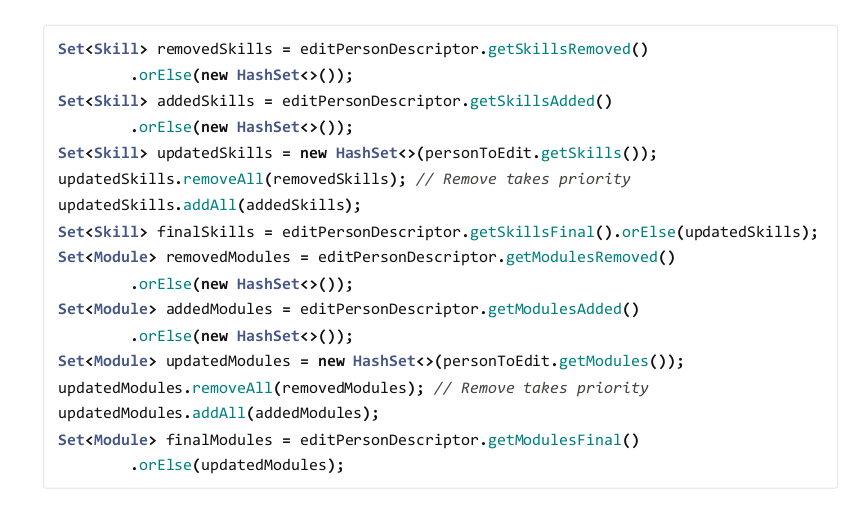 Set<Skill> removedSkills = editPersonDescriptor.getSkillsRemoved()
        .orElse(new HashSet<>());
Set<Skill> addedSkills = editPersonDescriptor.getSkillsAdded()
        .orElse(new HashSet<>());
Set<Skill> updatedSkills = new HashSet<>(personToEdit.getSkills());
updatedSkills.removeAll(removedSkills); // Remove takes priority
updatedSkills.addAll(addedSkills);
Set<Skill> finalSkills = editPersonDescriptor.getSkillsFinal().orElse(updatedSkills);
Set<Module> removedModules = editPersonDescriptor.getModulesRemoved()
        .orElse(new HashSet<>());
Set<Module> addedModules = editPersonDescriptor.getModulesAdded()
        .orElse(new HashSet<>());
Set<Module> updatedModules = new HashSet<>(personToEdit.getModules());
updatedModules.removeAll(removedModules); // Remove takes priority
updatedModules.addAll(addedModules);
Set<Module> finalModules = editPersonDescriptor.getModulesFinal()
        .orElse(updatedModules);